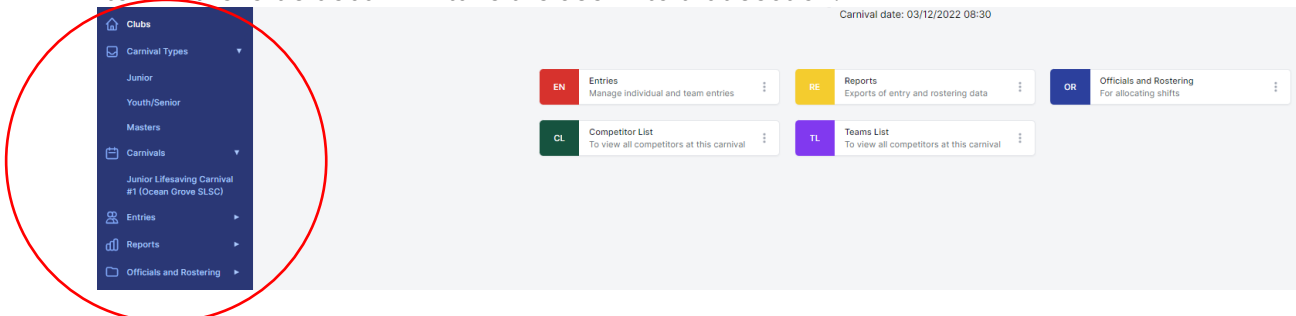 Carnival date: 03/12/2022 08:30
Clubs
Carnival Types
Junior
Youth/Senior
Masters
Carnivals
Junior Lifesaving Carnival
#1 (Ocean Grove SLSC)
Entries
Reports
Officials and Rostering
EN
Entries
Manage individual and team entries
RE
Reports
Exports of entry and rostering data
OR
Officials and Rostering
For allocating shifts
CL
Competitor List
To view all competitors at this carnival
TL
Teams List
To view all competitors at this carnival